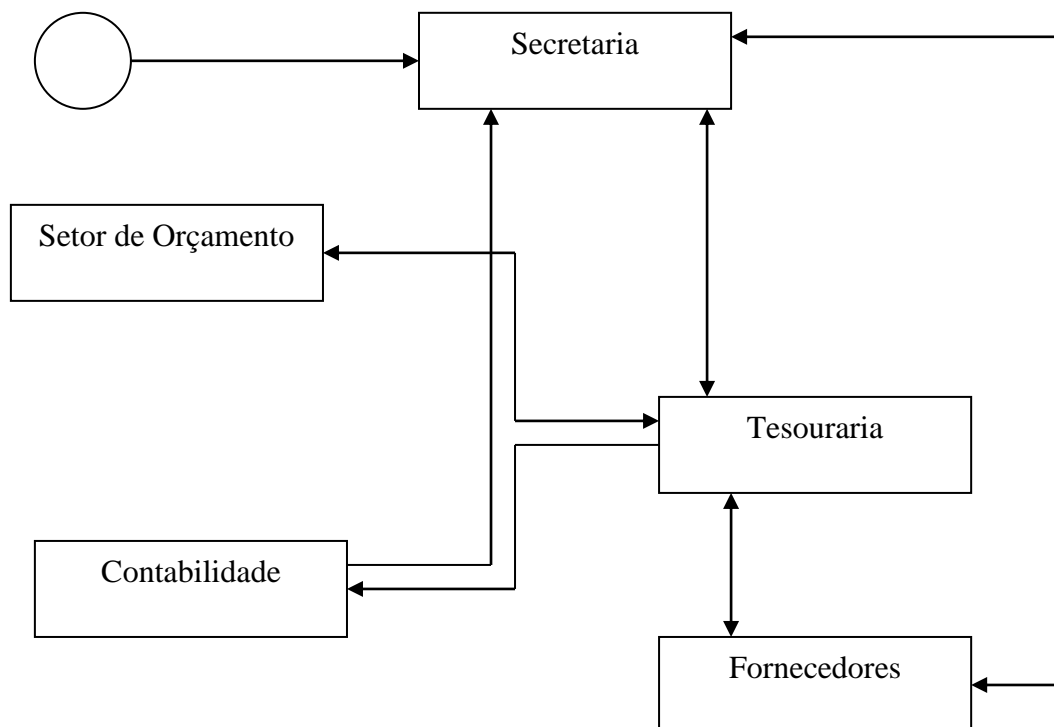 Secretaria
Setor de Orçamento
Tesouraria
Contabilidade
Fornecedores